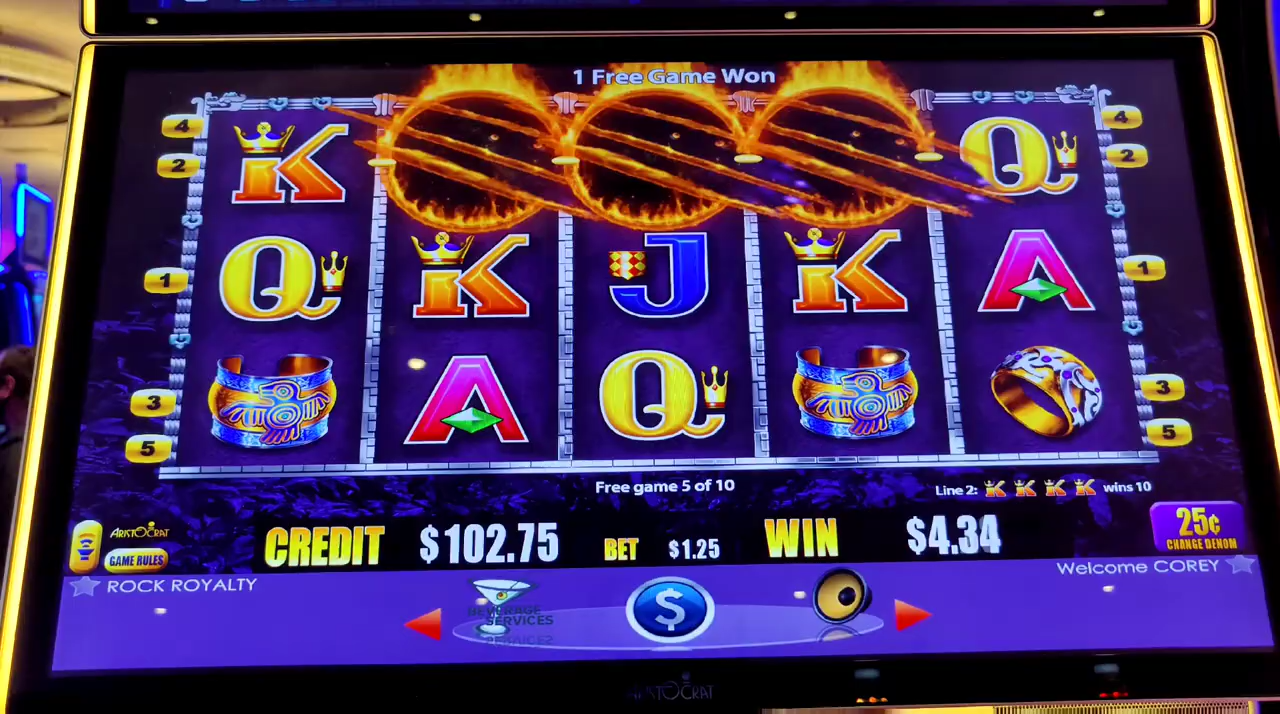 1 Free Game Won
4
4
K
Q
2
2
Q
K
J
K
A
1
1
A
Q
3
3
5
5
Free game 5 of 10
Line 2: K K K K wins 10
ARISTOCRAT
GAME RULES
CREDIT $102.75 BET $1.25 WIN $4.34
25¢
CHANGE DENOM
ROCK ROYALTY
Welcome COREY
BEVERAGE
SERVICES
$
ARISTOCRAT